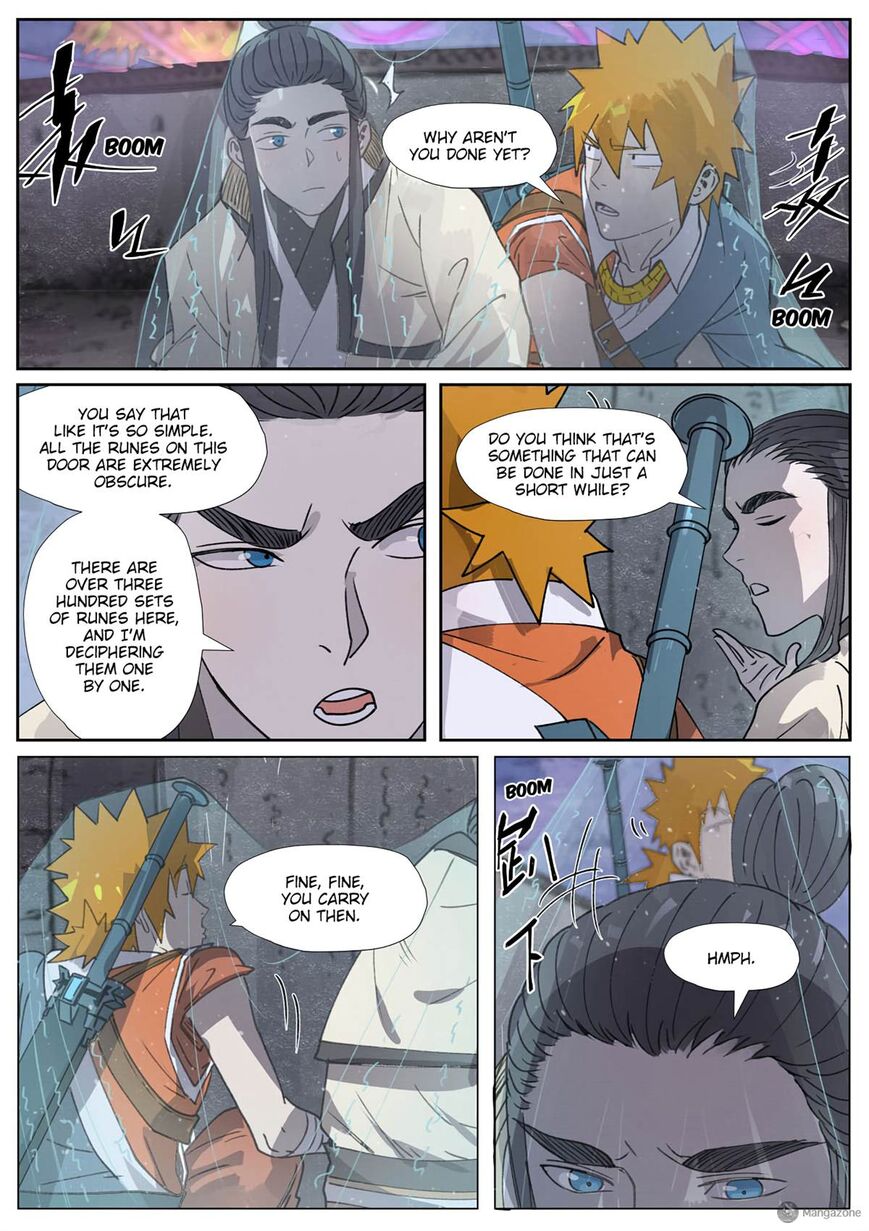 BOOM
WHY AREN'T
YOU DONE YET?
BOOM
YOU SAY THAT
LIKE IT'S SO SIMPLE.
ALL THE RUNES ON THIS
DOOR ARE EXTREMELY
OBSCURE.
THERE ARE
OVER THREE
HUNDRED SETS
OF RUNES HERE,
AND I'M
DECIPHERING
THEM ONE
BY ONE.
DO YOU THINK THAT'S
SOMETHING THAT CAN
BE DONE IN JUST A
SHORT WHILE?
FINE, FINE,
YOU CARRY
ON THEN.
BOOM
HMPH.
Mangazone